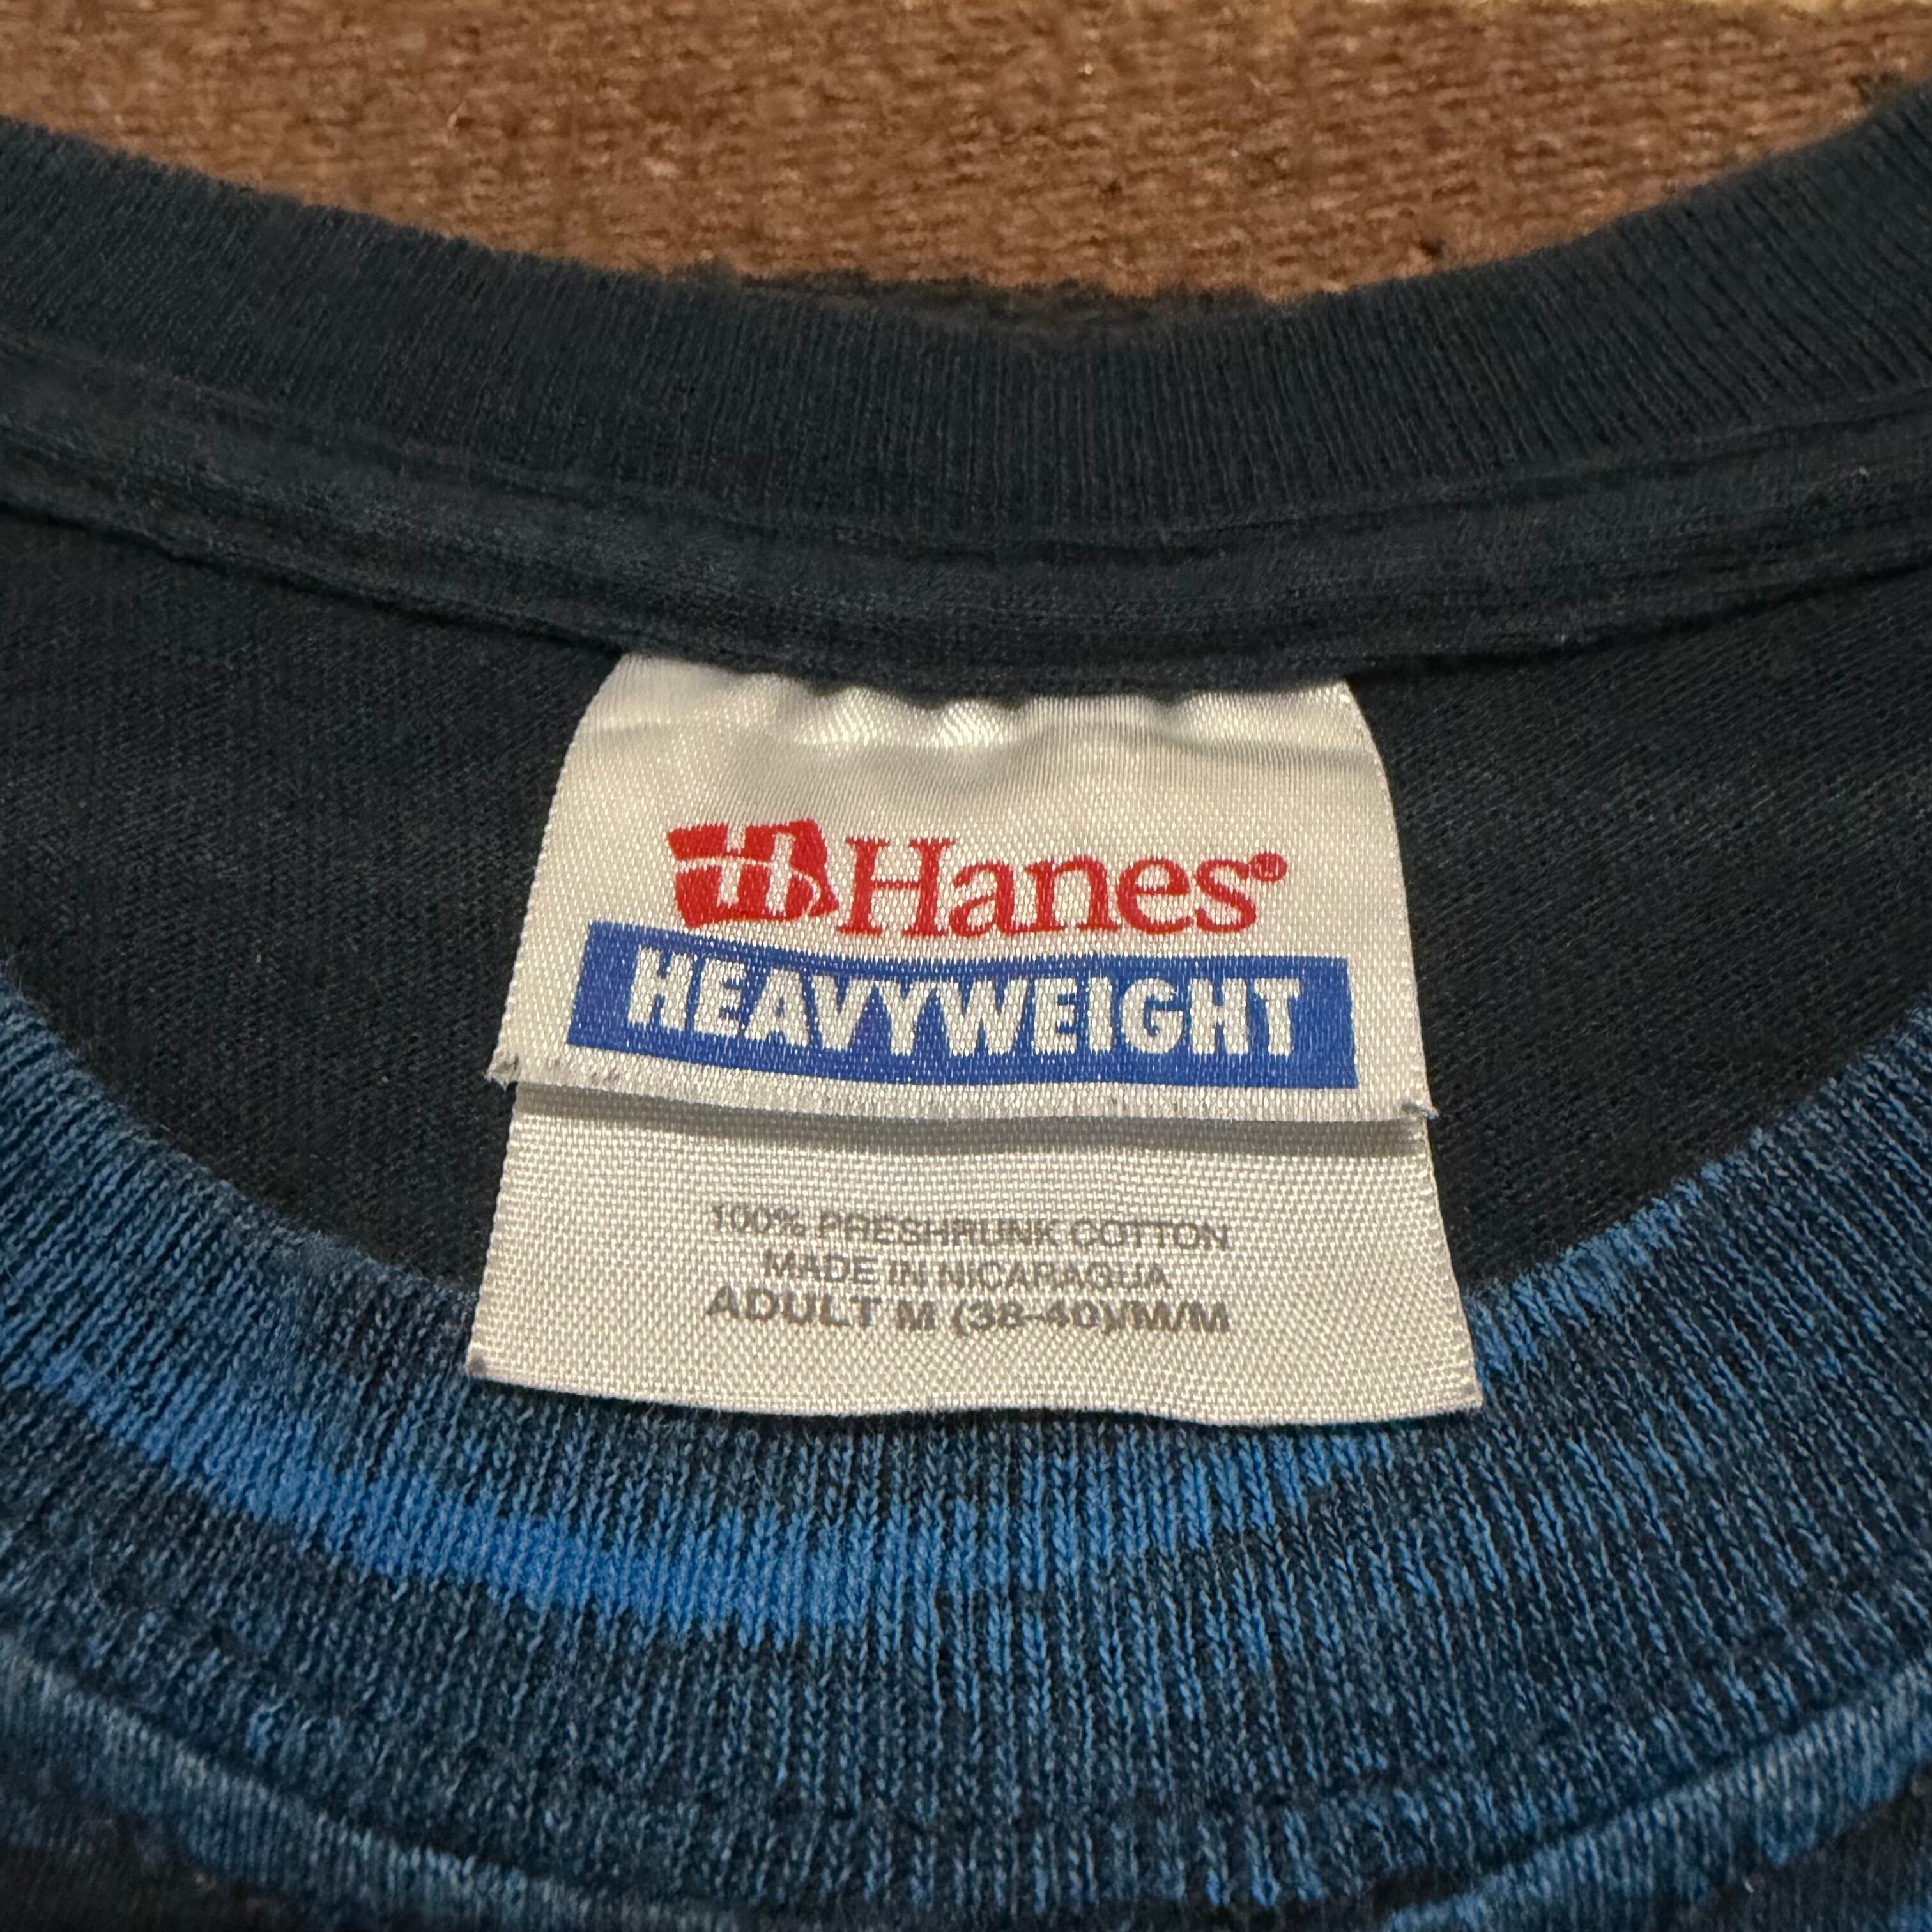 Hanes®
HEAVYWEIGHT
100% PRESHRUNK COTTON
MADE IN NICARAGUA
ADULT M (38-40)/M/M